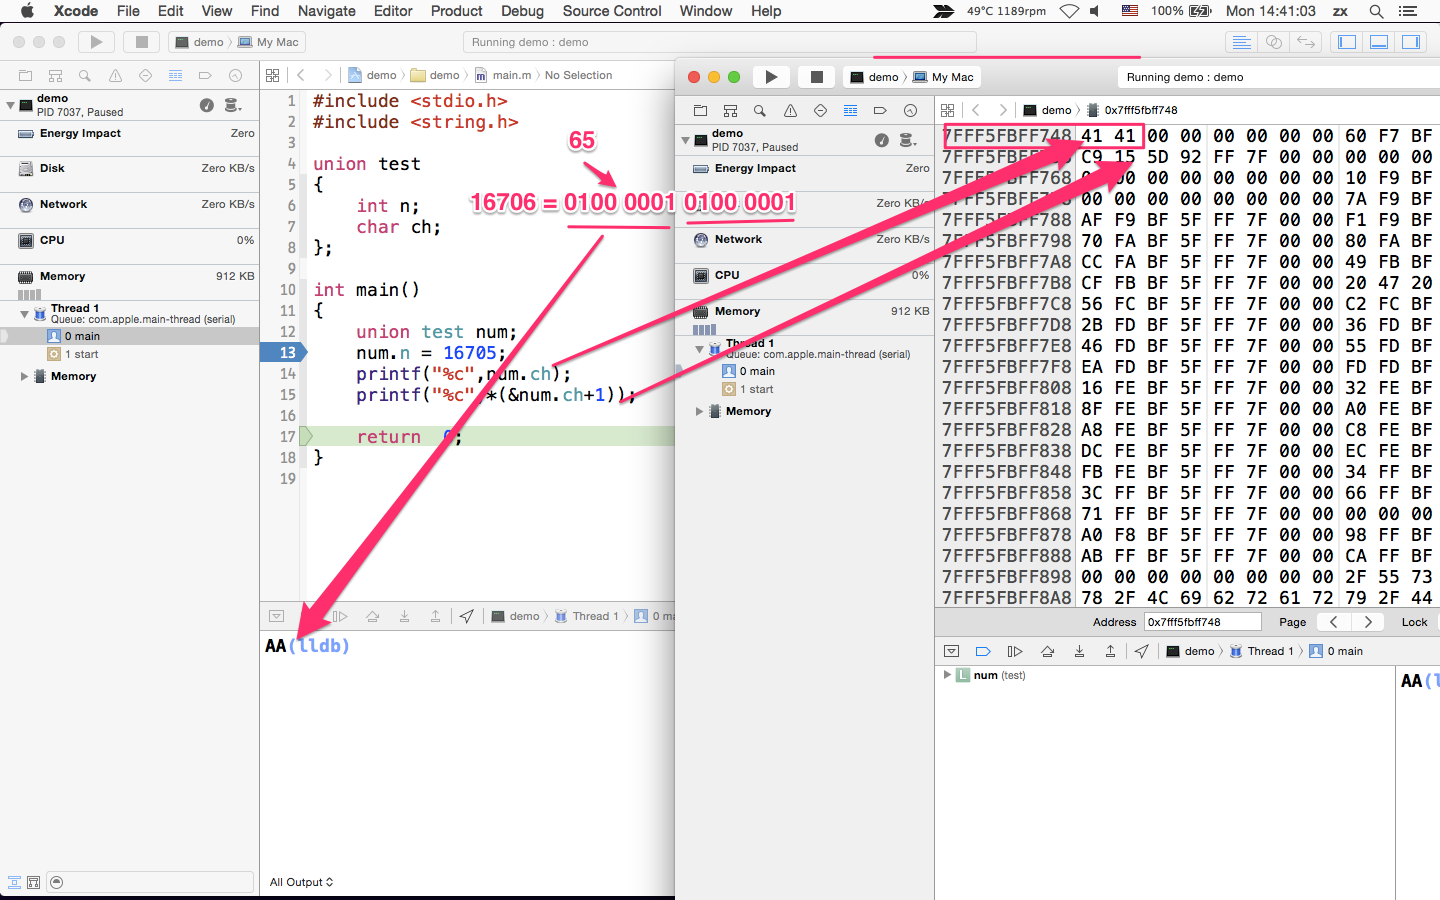 Xcode File Edit View Find Navigate Editor Product Debug Source Control Window Help 49°C 1189rpm 100% Mon 14:41:03 zx
demo My Mac Running demo : demo
demo demo main.m No Selection
demo
PID 7037, Paused
Energy Impact Zero
Disk Zero KB/s
Network Zero KB/s
CPU 0%
Memory 912 KB
Thread 1
Queue: com.apple.main-thread (serial)
0 main
1 start
Memory
1 #include <stdio.h>
2 #include <string.h>
3
4 union test
5 {
6 int n;
7 char ch;
8 };
9
10 int main()
11 {
12 union test num;
13 num.n = 16705;
14 printf("%c",num.ch);
15 printf("%c",*(&num.ch+1));
16
17 return 0;
18 }
19
65
16706 = 0100 0001 0100 0001
demo Thread 1 0 ma
AA(lldb)
All Output
demo My Mac Running demo : demo
demo 0x7fff5fbff748
demo
PID 7037, Paused
Energy Impact Zero
Zero KB/s
Network Zero KB/s
CPU 0%
Memory 912 KB
Thread 1
Queue: com.apple.main-thread (serial)
0 main
1 start
Memory
7FFF5FBFF748 41 41 00 00 00 00 00 00 60 F7 BF
C9 15 5D 92 FF 7F 00 00 00 00 00
7FFF5FBFF768 00 00 00 00 00 00 10 F9 BF
00 00 00 00 00 00 00 00 7A F9 BF
7FFF5FBFF788 AF F9 BF 5F FF 7F 00 00 F1 F9 BF
7FFF5FBFF798 70 FA BF 5F FF 7F 00 00 80 FA BF
7FFF5FBFF7A8 CC FA BF 5F FF 7F 00 00 49 FB BF
7FFF5FBFF7B8 CF FB BF 5F FF 7F 00 00 20 47 20
7FFF5FBFF7C8 56 FC BF 5F FF 7F 00 00 C2 FC BF
7FFF5FBFF7D8 2B FD BF 5F FF 7F 00 00 36 FD BF
7FFF5FBFF7E8 46 FD BF 5F FF 7F 00 00 55 FD BF
7FFF5FBFF7F8 EA FD BF 5F FF 7F 00 00 FD FD BF
7FFF5FBFF808 16 FE BF 5F FF 7F 00 00 32 FE BF
7FFF5FBFF818 8F FE BF 5F FF 7F 00 00 A0 FE BF
7FFF5FBFF828 A8 FE BF 5F FF 7F 00 00 C8 FE BF
7FFF5FBFF838 DC FE BF 5F FF 7F 00 00 EC FE BF
7FFF5FBFF848 FB FE BF 5F FF 7F 00 00 34 FF BF
7FFF5FBFF858 3C FF BF 5F FF 7F 00 00 66 FF BF
7FFF5FBFF868 71 FF BF 5F FF 7F 00 00 00 00 00
7FFF5FBFF878 A0 F8 BF 5F FF 7F 00 00 98 FF BF
7FFF5FBFF888 AB FF BF 5F FF 7F 00 00 CA FF BF
7FFF5FBFF898 00 00 00 00 00 00 00 00 2F 55 73
7FFF5FBFF8A8 78 2F 4C 69 62 72 61 72 79 2F 44
Address 0x7fff5fbff748 Page Lock
demo Thread 1 0 main
num (test)
AA(l